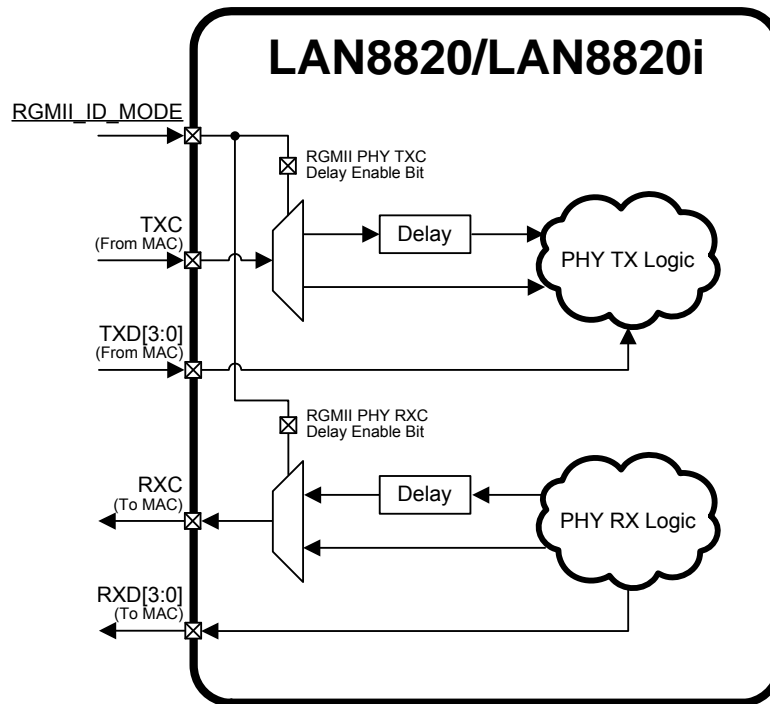 LAN8820/LAN8820i
RGMII_ID_MODE
RGMII PHY TXC
Delay Enable Bit
TXC
(From MAC)
Delay
PHY TX Logic
TXD[3:0]
(From MAC)
RGMII PHY RXC
Delay Enable Bit
RXC
(To MAC)
Delay
PHY RX Logic
RXD[3:0]
(To MAC)